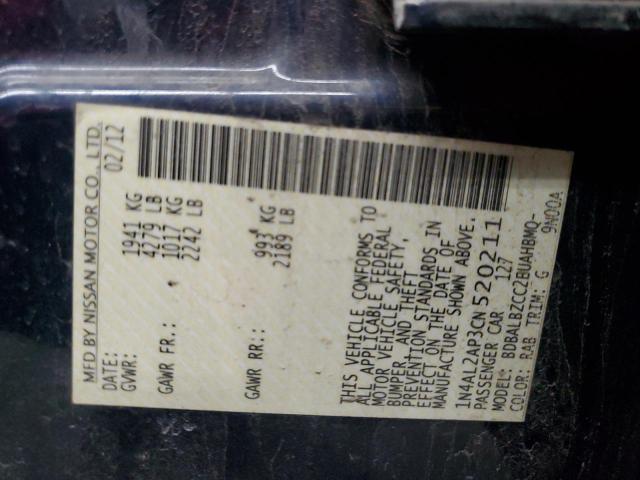 MFD BY NISSAN MOTOR CO., LTD.
DATE: 02/12
GVWR: 1941 KG
4279 LB
GAWR FR.: 1017 KG
2242 LB
GAWR RR.: 993 KG
2189 LB
THIS VEHICLE CONFORMS TO
ALL APPLICABLE FEDERAL
MOTOR VEHICLE SAFETY,
BUMPER, AND THEFT
PREVENTION STANDARDS IN
EFFECT ON THE DATE OF
MANUFACTURE SHOWN ABOVE.
1N4AL2AP3CN520211
PASSENGER CAR 127
MODEL: BDBALBZCC2BUAHBMQ-
COLOR: RAB TRIM: G 9N00A